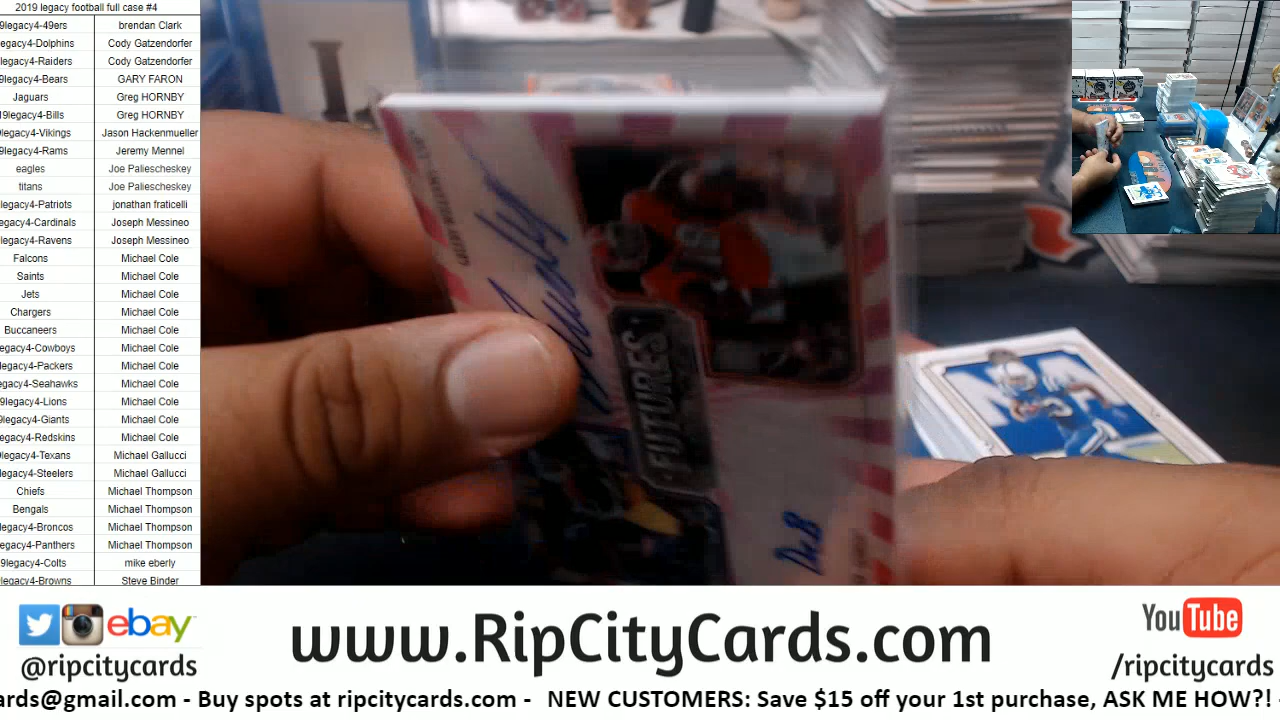 2019 legacy football full case #4
9legacy4-49ers brendan Clark
egacy4-Dolphins Cody Gatzendorfer
legacy4-Raiders Cody Gatzendorfer
9legacy4-Bears GARY FARON
Jaguars Greg HORNBY
19legacy4-Bills Greg HORNBY
9legacy4-Vikings Jason Hackenmueller
9legacy4-Rams Jeremy Mennel
eagles Joe Paliescheskey
titans Joe Paliescheskey
legacy4-Patriots jonathan fraticelli
egacy4-Cardinals Joseph Messineo
legacy4-Ravens Joseph Messineo
Falcons Michael Cole
Saints Michael Cole
Jets Michael Cole
Chargers Michael Cole
Buccaneers Michael Cole
egacy4-Cowboys Michael Cole
egacy4-Packers Michael Cole
egacy4-Seahawks Michael Cole
9legacy4-Lions Michael Cole
9legacy4-Giants Michael Cole
egacy4-Redskins Michael Cole
9legacy4-Texans Michael Gallucci
legacy4-Steelers Michael Gallucci
Chiefs Michael Thompson
Bengals Michael Thompson
legacy4-Broncos Michael Thompson
legacy4-Panthers Michael Thompson
9legacy4-Colts mike eberly
legacy4-Browns Steve Binder
FUTURES
ebay
@ripcitycards
www.RipCityCards.com
YouTube
/ripcitycards
ards@gmail.com - Buy spots at ripcitycards.com - NEW CUSTOMERS: Save $15 off your 1st purchase, ASK ME HOW?!